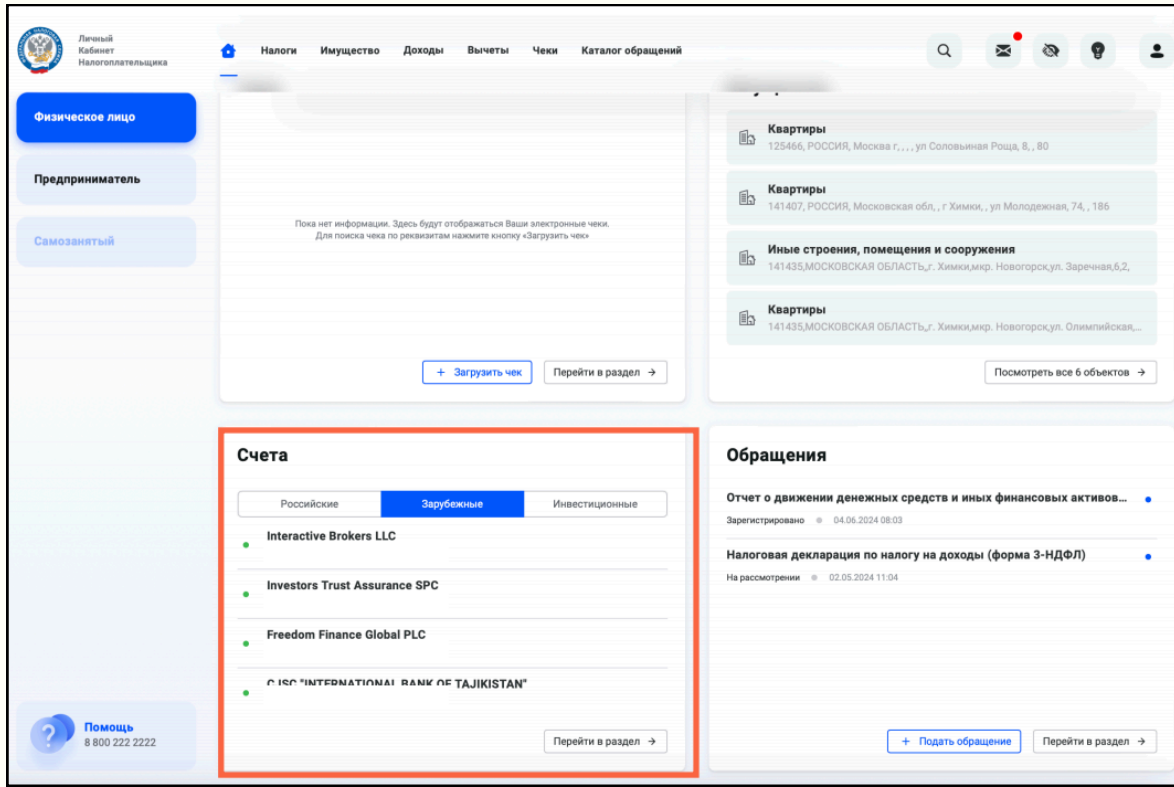 Личный
Кабинет
Налогоплательщика
Налоги Имущество Доходы Вычеты Чеки Каталог обращений
Физическое лицо
Предприниматель
Самозанятый
Пока нет информации. Здесь будут отображаться Ваши электронные чеки.
Для поиска чека по реквизитам нажмите кнопку «Загрузить чек»
+ Загрузить чек
Перейти в раздел →
Квартиры
125466, РОССИЯ, Москва г, , , , ул Соловьиная Роща, 8, , 80
Квартиры
141407, РОССИЯ, Московская обл, , г Химки, , ул Молодежная, 74, , 186
Иные строения, помещения и сооружения
141435,МОСКОВСКАЯ ОБЛАСТЬ,,г. Химки,мкр. Новогорск,ул. Заречная,6,2,
Квартиры
141435,МОСКОВСКАЯ ОБЛАСТЬ,,г. Химки,мкр. Новогорск,ул. Олимпийская,...
Посмотреть все 6 объектов →
Счета
Российские Зарубежные Инвестиционные
Interactive Brokers LLC
Investors Trust Assurance SPC
Freedom Finance Global PLC
CJSC "INTERNATIONAL BANK OF TAJIKISTAN"
Перейти в раздел →
Обращения
Отчет о движении денежных средств и иных финансовых активов...
Зарегистрировано 04.06.2024 08:03
Налоговая декларация по налогу на доходы (форма 3-НДФЛ)
На рассмотрении 02.05.2024 11:04
+ Подать обращение
Перейти в раздел →
Помощь
8 800 222 2222